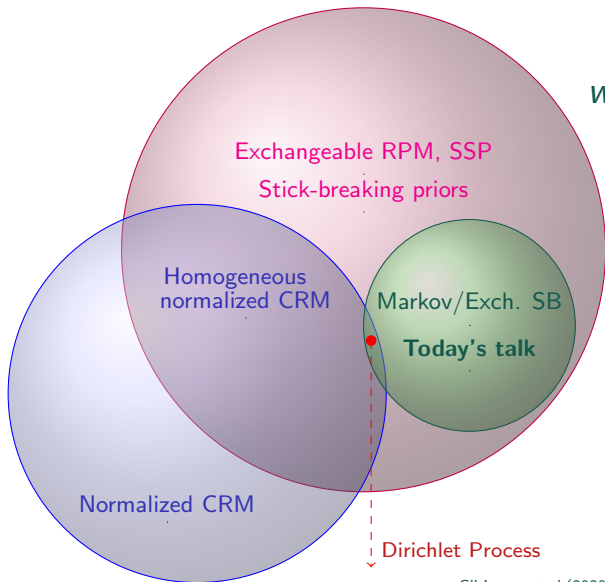 W
Exchangeable RPM, SSP
Stick-breaking priors
Homogeneous
normalized CRM
Markov/Exch. SB
Today's talk
Normalized CRM
Dirichlet Process